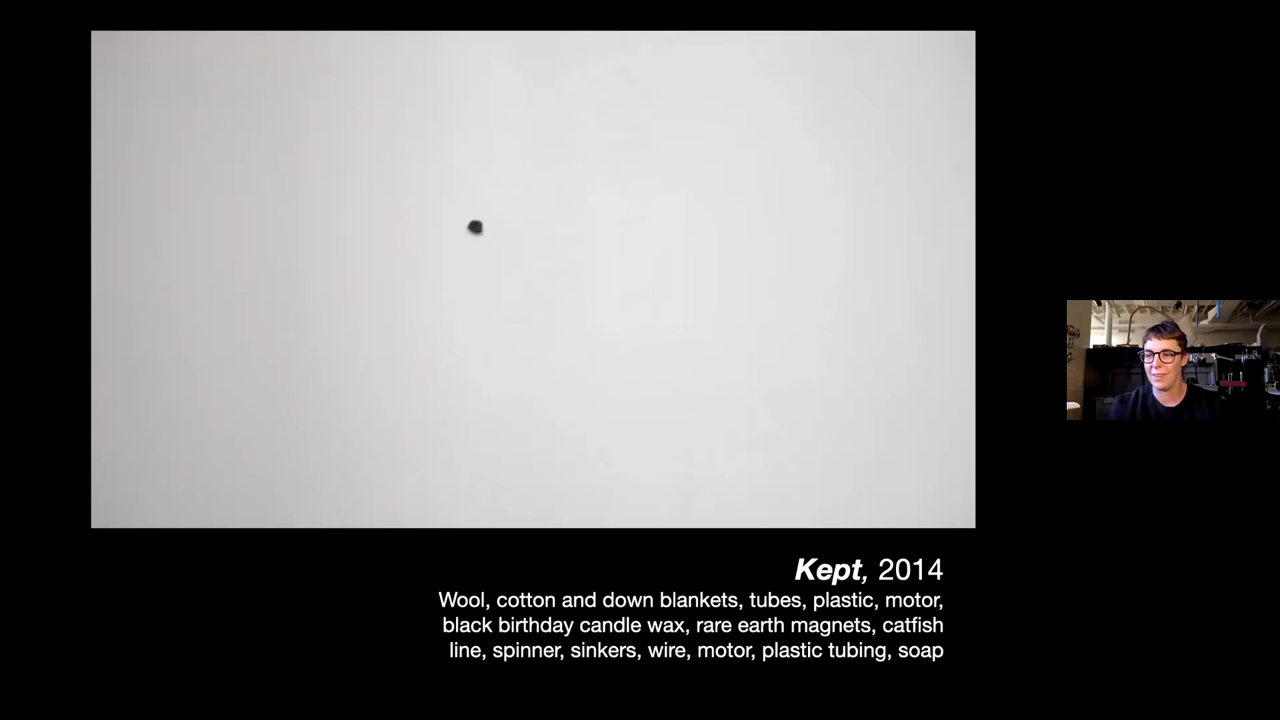 Kept, 2014
Wool, cotton and down blankets, tubes, plastic, motor,
black birthday candle wax, rare earth magnets, catfish
line, spinner, sinkers, wire, motor, plastic tubing, soap